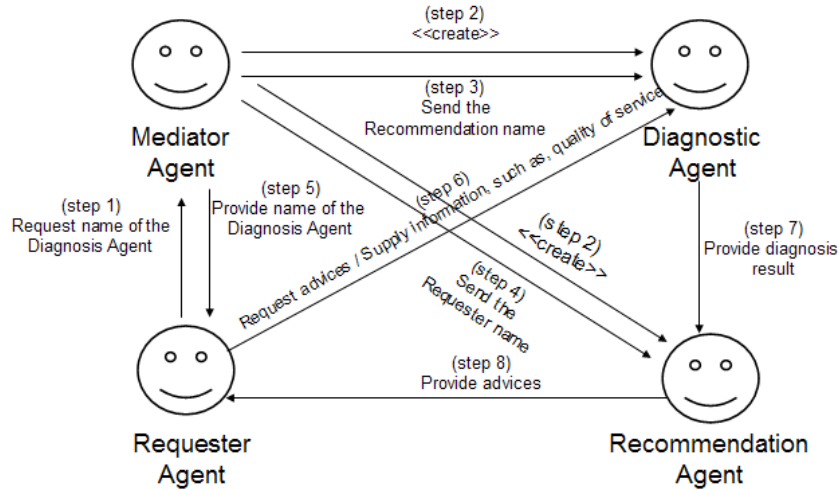 (step 2)
<<create>>
(step 3)
Send the
Recommendation name
Mediator
Agent
Diagnostic
Agent
(step 1)
Request name of the
Diagnosis Agent
(step 5)
Provide name of the
Diagnosis Agent
(step 6)
Request advices / Supply information, such as, quality of service
(step 2)
<<create>>
(step 4)
Send the
Requester name
(step 7)
Provide diagnosis
result
(step 8)
Provide advices
Requester
Agent
Recommendation
Agent